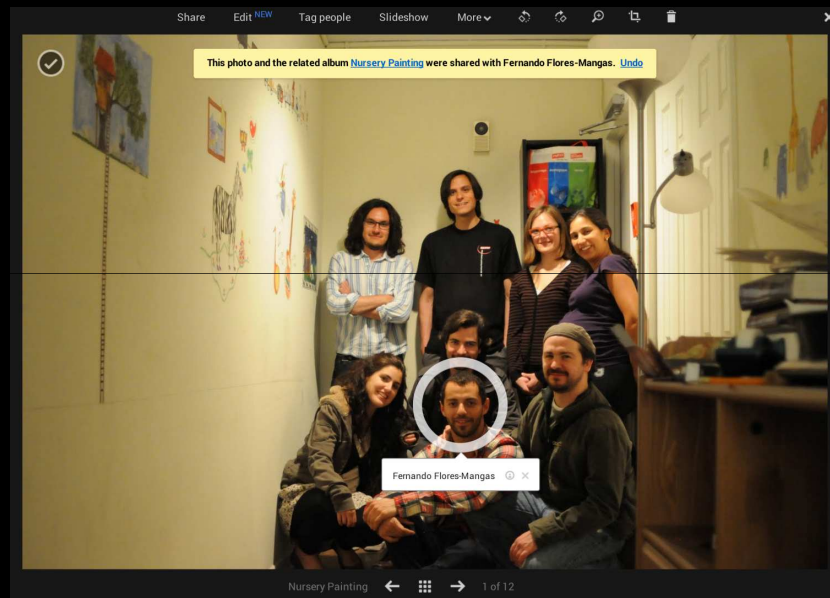 Share Edit NEW Tag people Slideshow More
This photo and the related album Nursery Painting were shared with Fernando Flores-Mangas. Undo
Fernando Flores-Mangas
Nursery Painting 1 of 12